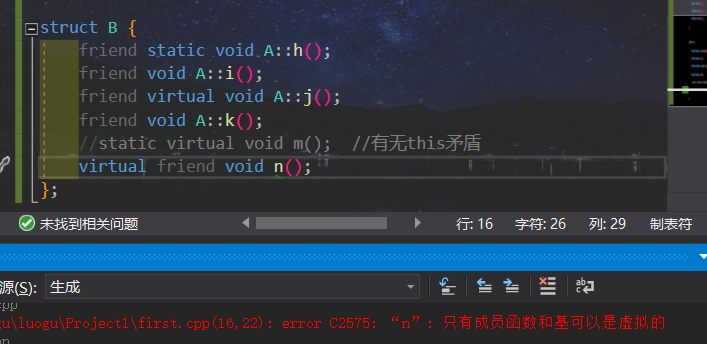 struct B {
friend static void A::h();
friend void A::i();
friend virtual void A::j();
friend void A::k();
//static virtual void m();  //有无this矛盾
virtual friend void n();
};
未找到相关问题 行: 16 字符: 26 列: 29 制表符
源(S): 生成
pp
gu\luogu\Project1\first.cpp(16,22): error C2575: “n”: 只有成员函数和基可以是虚拟的